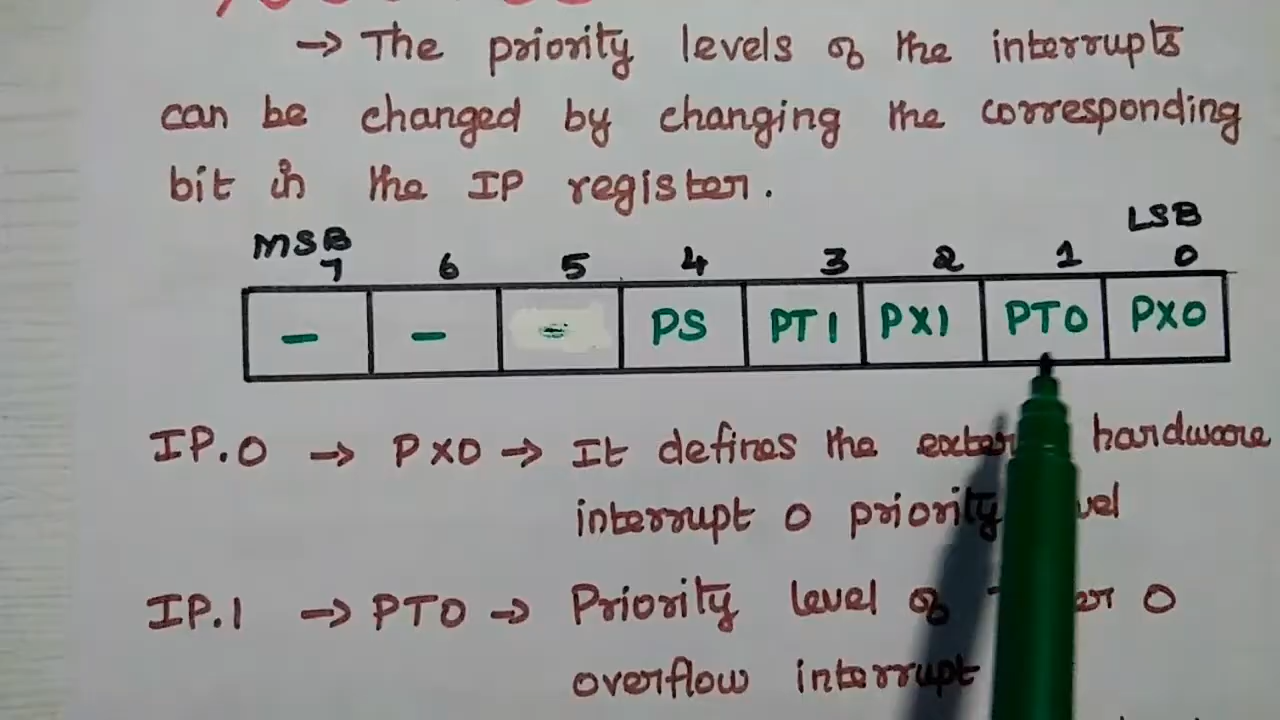 → The priority levels of the interrupts
can be changed by changing the corresponding
bit in the IP register.
MSB LSB
7 6 5 4 3 2 1 0
- - - PS PT1 PX1 PT0 PX0
IP.0 → PX0 → It defines the hardware
interrupt 0 priority
IP.1 → PT0 → Priority level of 0
overflow interrupt